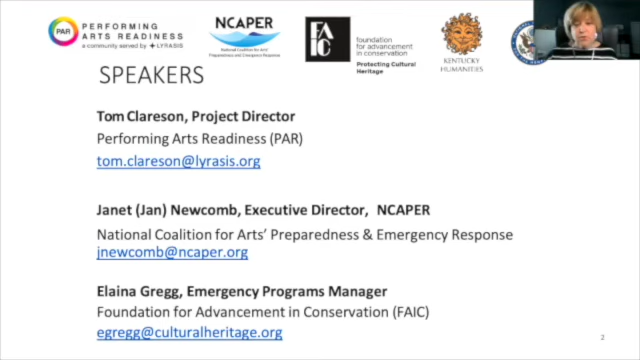 PAR
PERFORMING
ARTS READINESS
a community served by LYRASIS
NCAPER
National Coalition for Arts'
Preparedness and Emergency Response
FAIC
foundation
for advancement
in conservation
Protecting Cultural
Heritage
KENTUCKY
HUMANITIES
SPEAKERS
Tom Clareson, Project Director
Performing Arts Readiness (PAR)
tom.clareson@lyrasis.org
Janet (Jan) Newcomb, Executive Director, NCAPER
National Coalition for Arts' Preparedness & Emergency Response
jnewcomb@ncaper.org
Elaina Gregg, Emergency Programs Manager
Foundation for Advancement in Conservation (FAIC)
egregg@culturalheritage.org
2